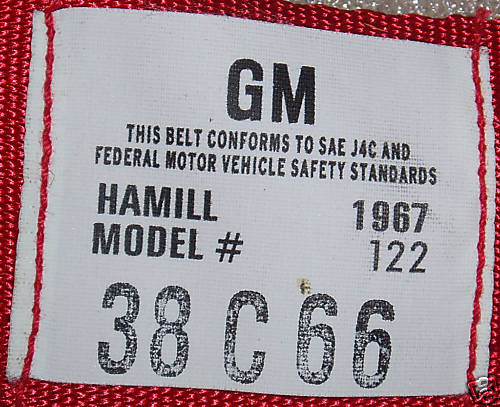 GM
THIS BELT CONFORMS TO SAE J4C AND
FEDERAL MOTOR VEHICLE SAFETY STANDARDS
HAMILL 1967
MODEL # 122
38 C 66